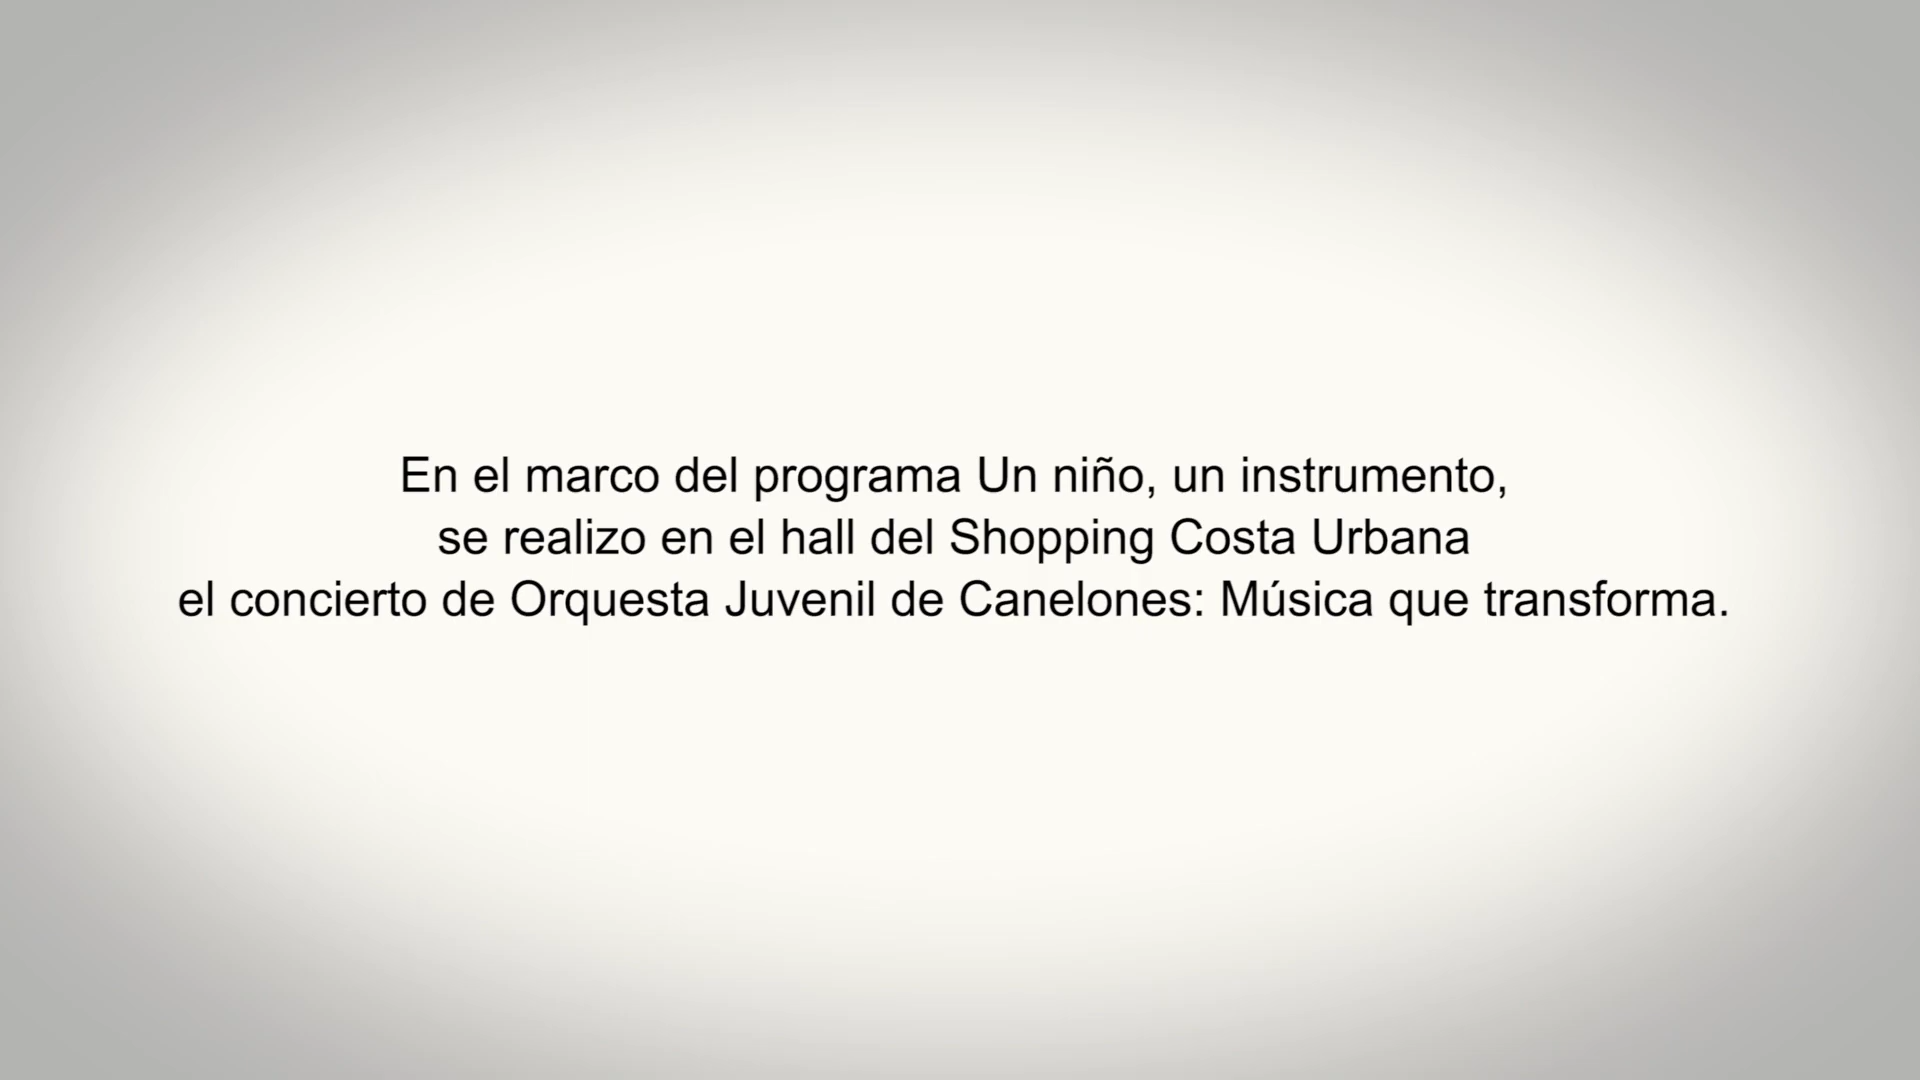 En el marco del programa Un niño, un instrumento,
se realizo en el hall del Shopping Costa Urbana
el concierto de Orquesta Juvenil de Canelones: Música que transforma.